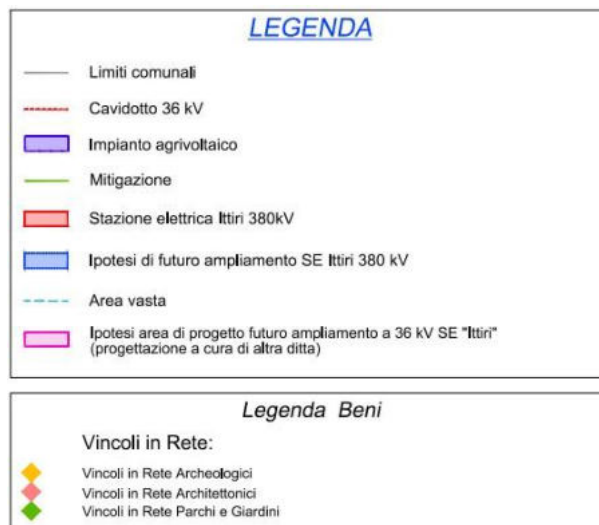 LEGENDA
Limiti comunali
Cavidotto 36 kV
Impianto agrivoltaico
Mitigazione
Stazione elettrica Ittiri 380kV
Ipotesi di futuro ampliamento SE Ittiri 380 kV
Area vasta
Ipotesi area di progetto futuro ampliamento a 36 kV SE "Ittiri"
(progettazione a cura di altra ditta)
Legenda Beni
Vincoli in Rete:
Vincoli in Rete Archeologici
Vincoli in Rete Architettonici
Vincoli in Rete Parchi e Giardini